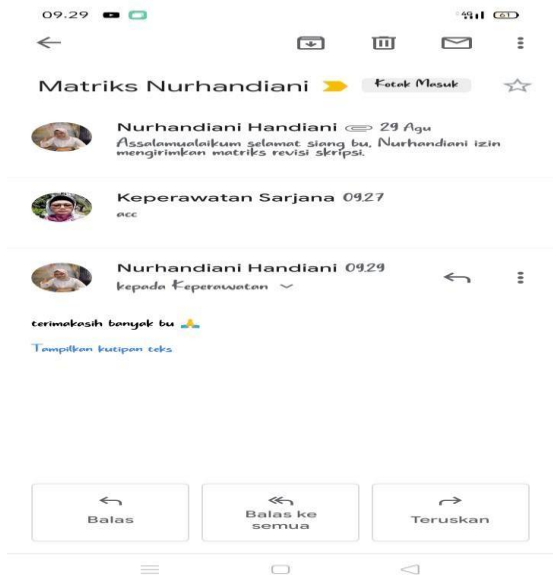 09.29
4G 61
Matriks Nurhandiani Kotak Masuk
Nurhandiani Handiani 29 Agu
Assalamualaikum selamat siang bu, Nurhandiani izin
mengirimkan matriks revisi skripsi.
Keperawatan Sarjana 09.27
acc
Nurhandiani Handiani 09.29
kepada Keperawatan
terimakasih banyak bu 🙏
Tampilkan kutipan teks
Balas
Balas ke
semua
Teruskan